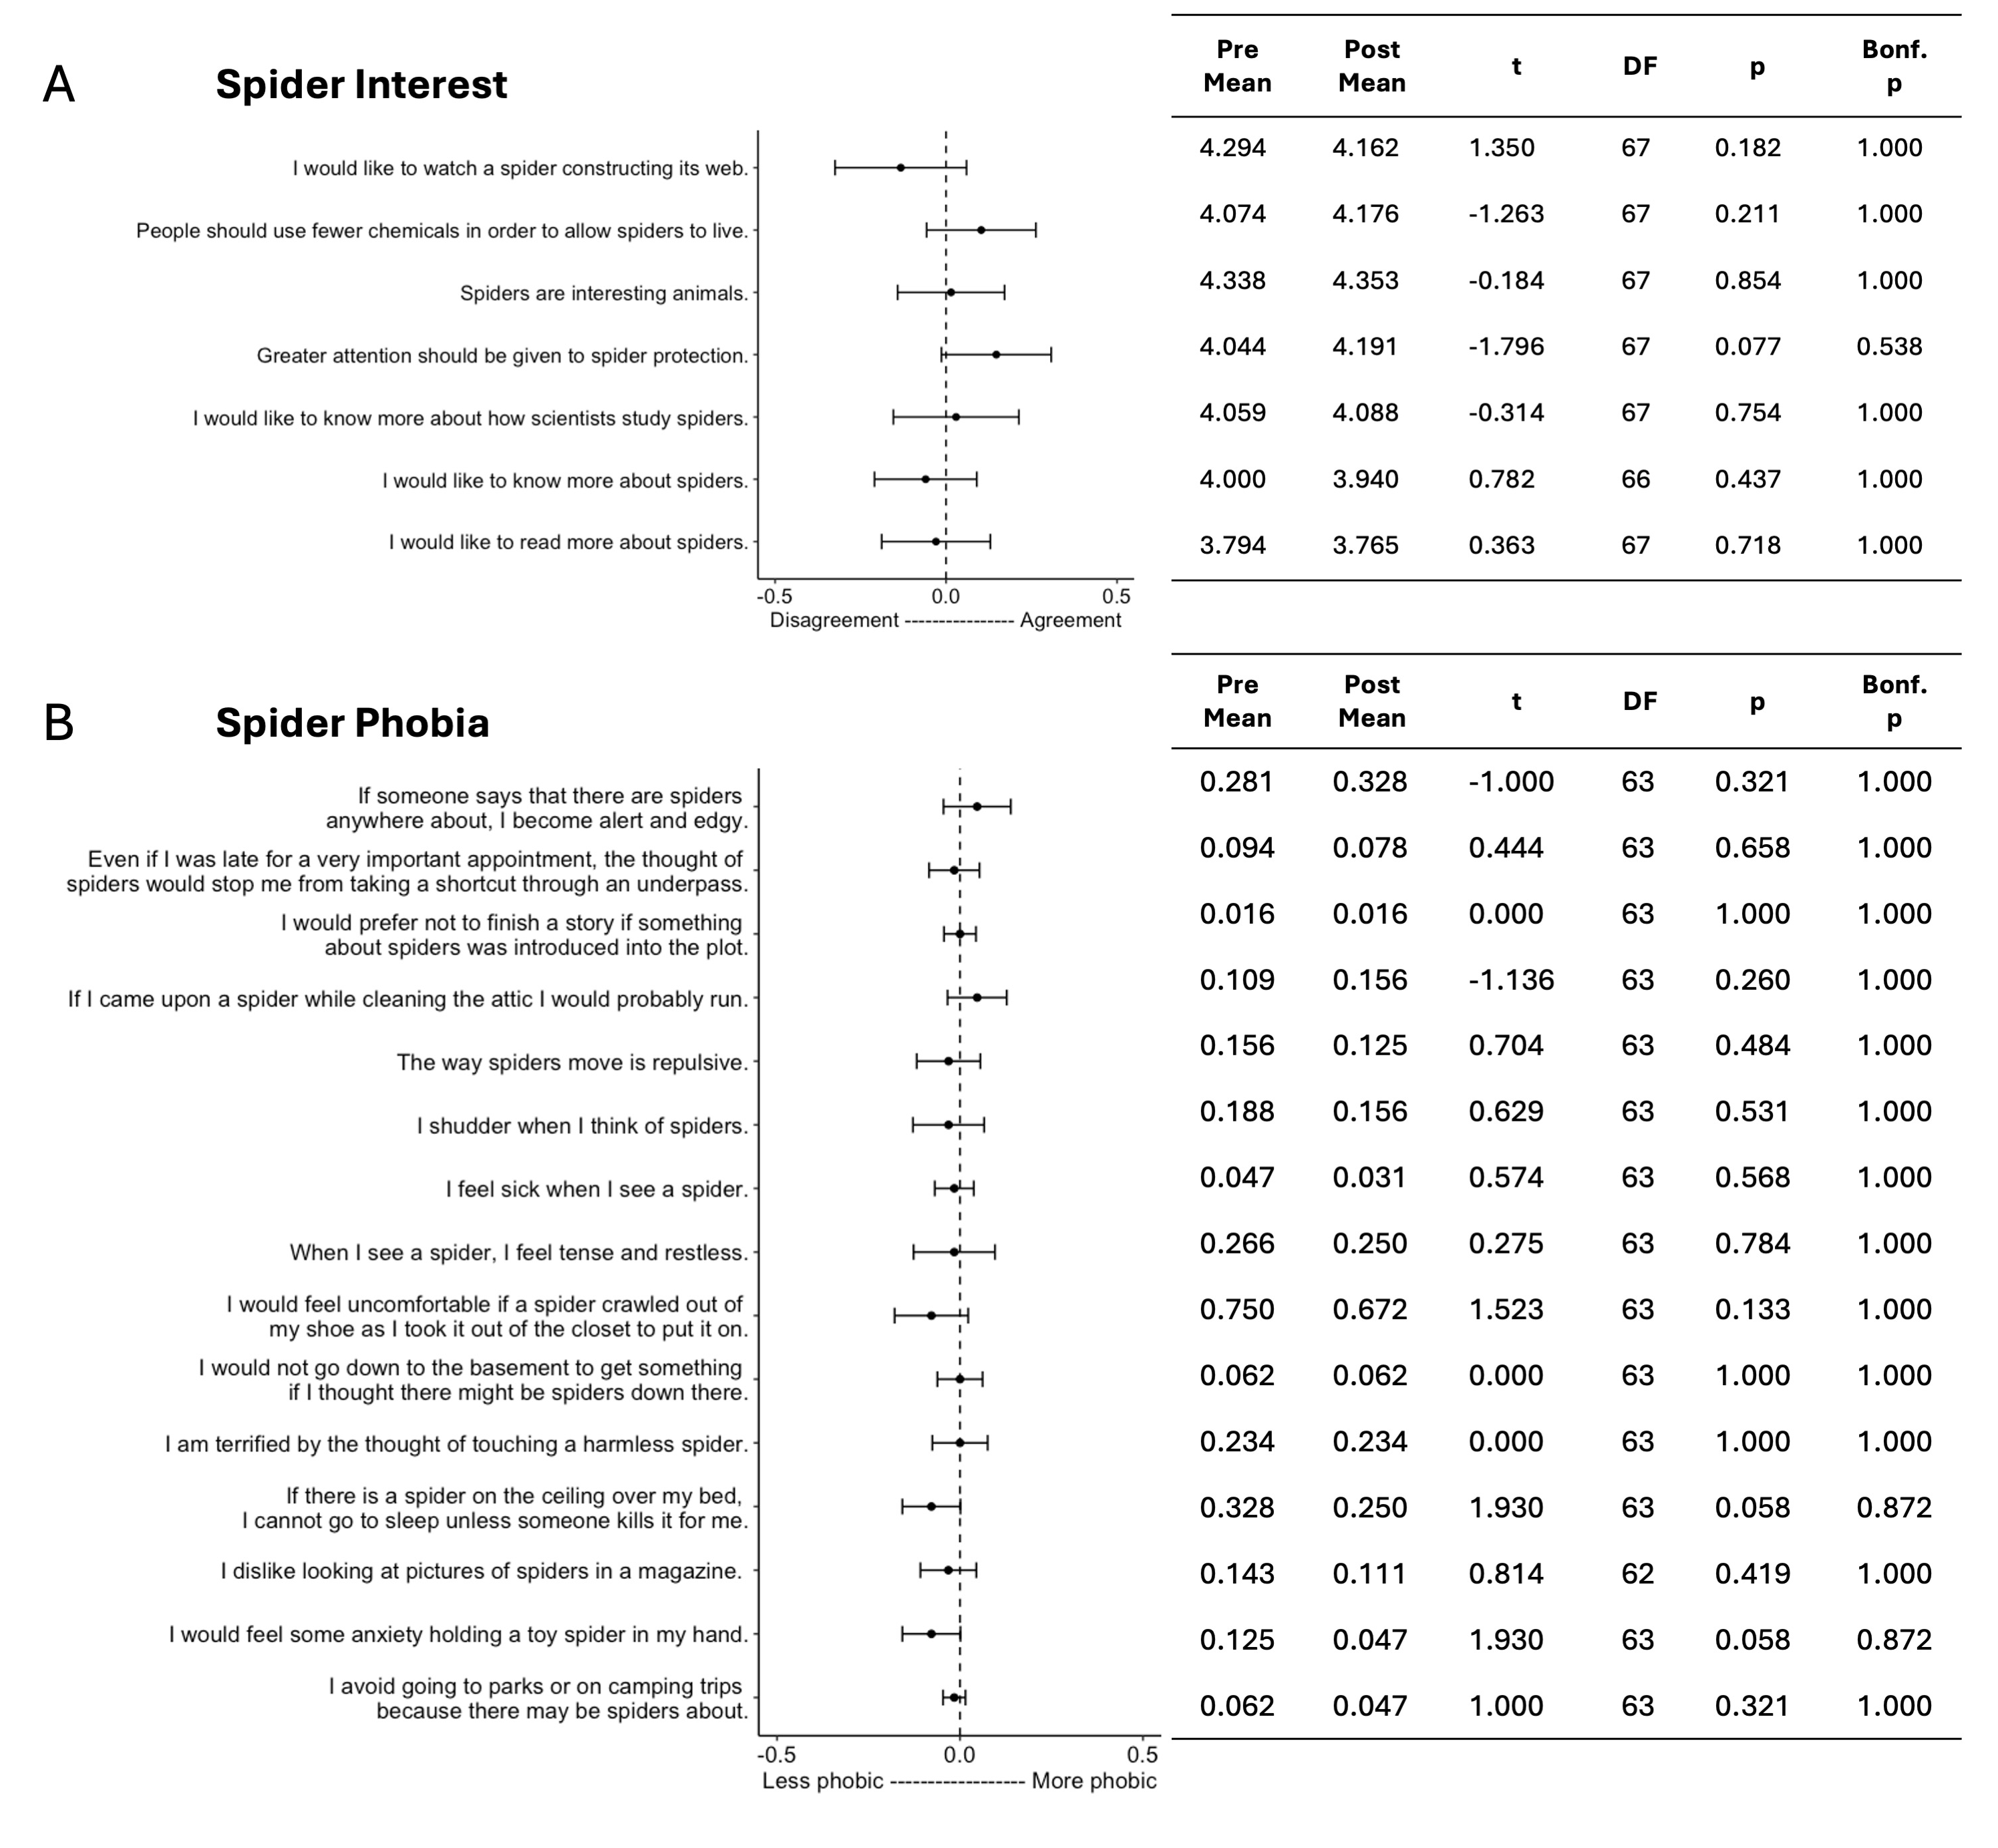 A Spider Interest
Pre Mean Post Mean t DF p Bonf. p
I would like to watch a spider constructing its web. 4.294 4.162 1.350 67 0.182 1.000
People should use fewer chemicals in order to allow spiders to live. 4.074 4.176 -1.263 67 0.211 1.000
Spiders are interesting animals. 4.338 4.353 -0.184 67 0.854 1.000
Greater attention should be given to spider protection. 4.044 4.191 -1.796 67 0.077 0.538
I would like to know more about how scientists study spiders. 4.059 4.088 -0.314 67 0.754 1.000
I would like to know more about spiders. 4.000 3.940 0.782 66 0.437 1.000
I would like to read more about spiders. 3.794 3.765 0.363 67 0.718 1.000
-0.5 0.0 0.5
Disagreement ---------------- Agreement
B Spider Phobia
Pre Mean Post Mean t DF p Bonf. p
If someone says that there are spiders
anywhere about, I become alert and edgy. 0.281 0.328 -1.000 63 0.321 1.000
Even if I was late for a very important appointment, the thought of
spiders would stop me from taking a shortcut through an underpass. 0.094 0.078 0.444 63 0.658 1.000
I would prefer not to finish a story if something
about spiders was introduced into the plot. 0.016 0.016 0.000 63 1.000 1.000
If I came upon a spider while cleaning the attic I would probably run. 0.109 0.156 -1.136 63 0.260 1.000
The way spiders move is repulsive. 0.156 0.125 0.704 63 0.484 1.000
I shudder when I think of spiders. 0.188 0.156 0.629 63 0.531 1.000
I feel sick when I see a spider. 0.047 0.031 0.574 63 0.568 1.000
When I see a spider, I feel tense and restless. 0.266 0.250 0.275 63 0.784 1.000
I would feel uncomfortable if a spider crawled out of
my shoe as I took it out of the closet to put it on. 0.750 0.672 1.523 63 0.133 1.000
I would not go down to the basement to get something
if I thought there might be spiders down there. 0.062 0.062 0.000 63 1.000 1.000
I am terrified by the thought of touching a harmless spider. 0.234 0.234 0.000 63 1.000 1.000
If there is a spider on the ceiling over my bed,
I cannot go to sleep unless someone kills it for me. 0.328 0.250 1.930 63 0.058 0.872
I dislike looking at pictures of spiders in a magazine. 0.143 0.111 0.814 62 0.419 1.000
I would feel some anxiety holding a toy spider in my hand. 0.125 0.047 1.930 63 0.058 0.872
I avoid going to parks or on camping trips
because there may be spiders about. 0.062 0.047 1.000 63 0.321 1.000
-0.5 0.0 0.5
Less phobic ------------------- More phobic